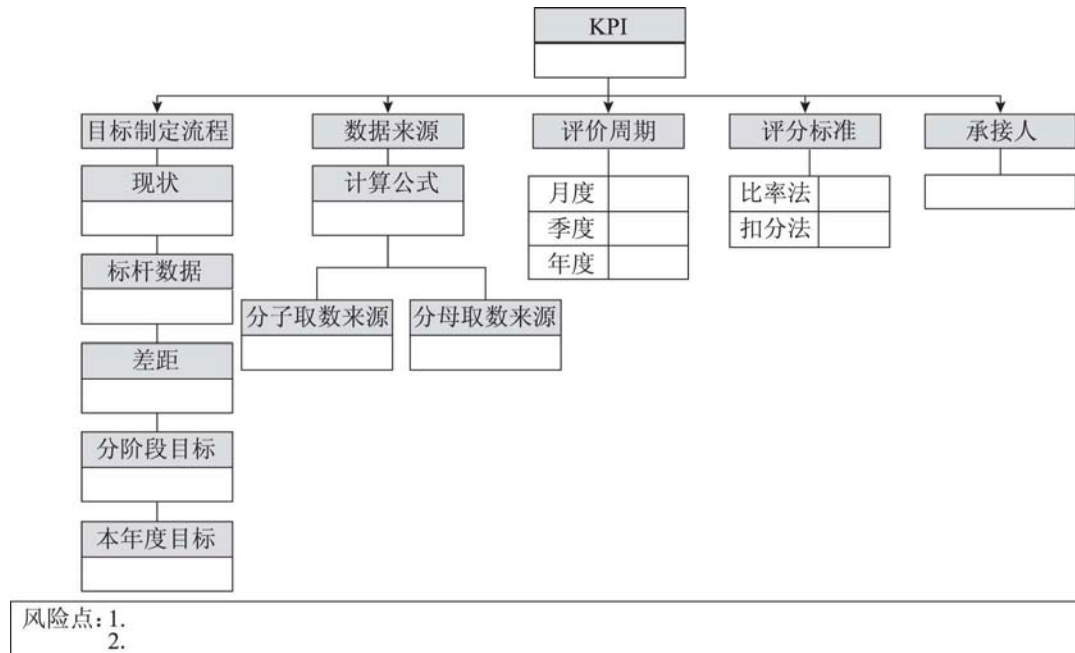 KPI
目标制定流程 数据来源 评价周期 评分标准 承接人
现状 计算公式
月度 比率法
季度 扣分法
标杆数据 年度
分子取数来源 分母取数来源
差距
分阶段目标
本年度目标
风险点:1.
2.